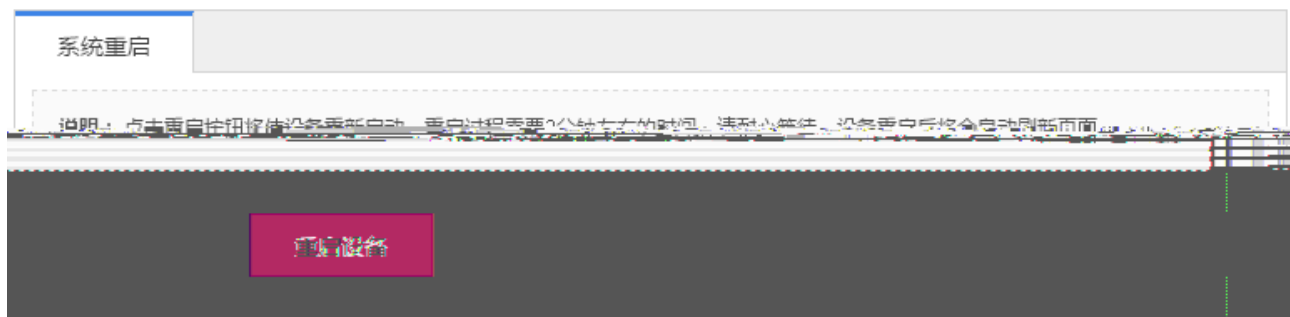 系统重启
说明：点击重启按钮将使设备重新启动，重启过程需要2分钟左右的时间，请耐心等待，设备重启后将会自动刷新页面
重启设备